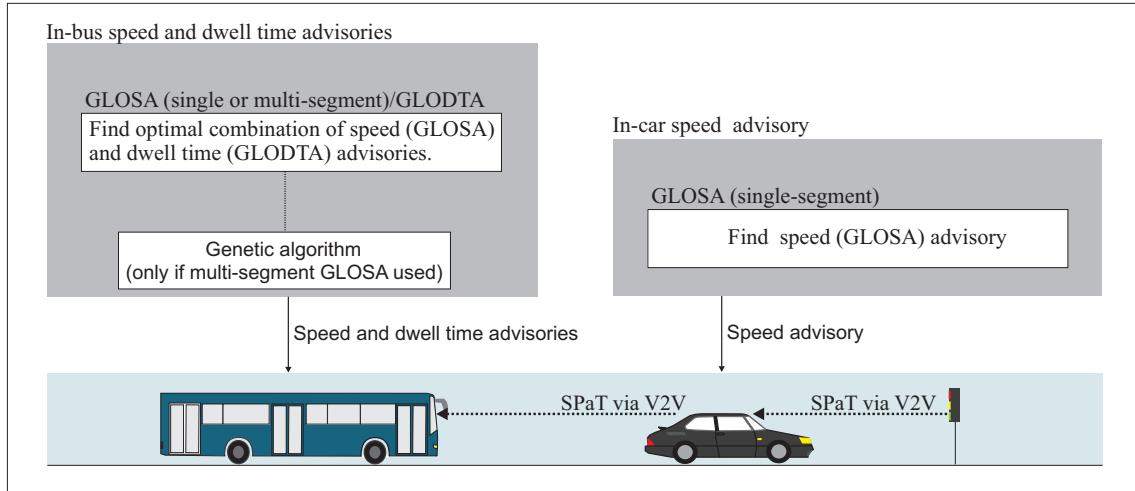 In-bus speed and dwell time advisories
GLOSA (single or multi-segment)/GLODTA
Find optimal combination of speed (GLOSA)
and dwell time (GLODTA) advisories.
Genetic algorithm
(only if multi-segment GLOSA used)
Speed and dwell time advisories
In-car speed advisory
GLOSA (single-segment)
Find speed (GLOSA) advisory
Speed advisory
SPaT via V2V
SPaT via V2V